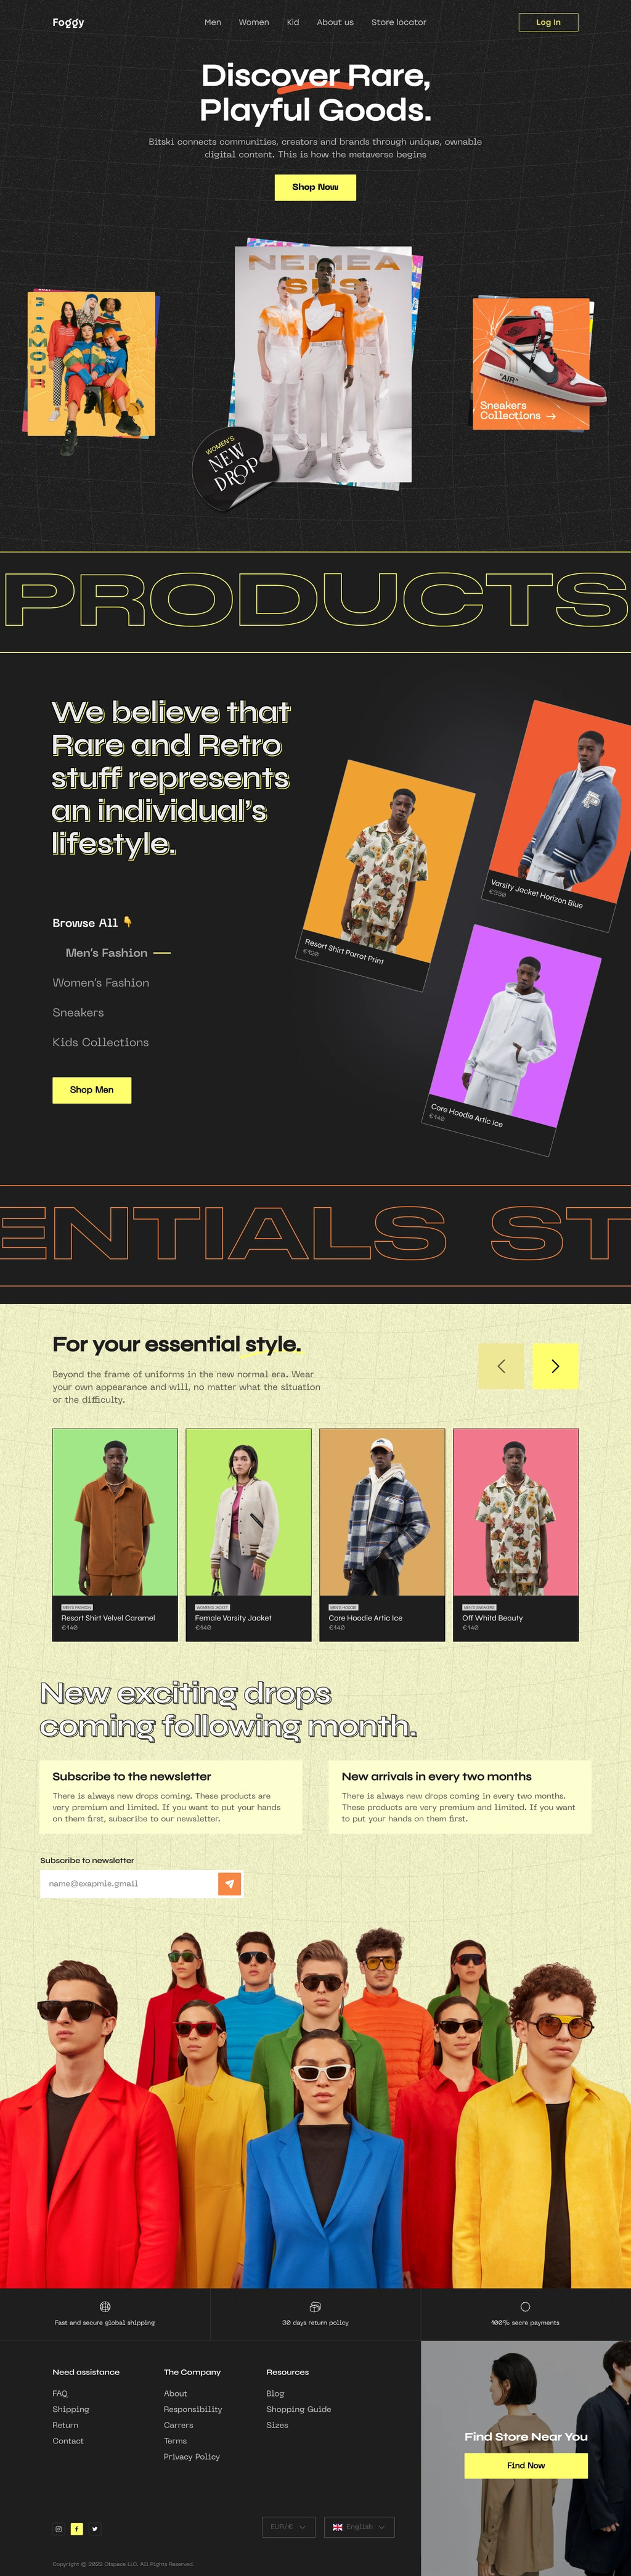 Foggy
Men
Women
Kid
About us
Store locator
Log In
Discover Rare,
Playful Goods.
Bitski connects communities, creators and brands through unique, ownable
digital content. This is how the metaverse begins
Shop Now
NEMEA
SIS
"AIR"
Sneakers
Collections →
WOMEN'S
NEW
DROP
PRODUCTS
We believe that
Rare and Retro
stuff represents
an individual's
lifestyle.
Varsity Jacket Horizon Blue
€350
Resort Shirt Parrot Print
€120
Core Hoodie Artic Ice
€140
Browse All 👇
Men's Fashion
Women's Fashion
Sneakers
Kids Collections
Shop Men
ENTIALS ST
For your essential style.
Beyond the frame of uniforms in the new normal era. Wear
your own appearance and will, no matter what the situation
or the difficulty.
MEN'S FASHION
Resort Shirt Velvel Caramel
€140
WOMEN'S JACKET
Female Varsity Jacket
€140
MEN'S HOODIE
Core Hoodie Artic Ice
€140
MEN'S SNEAKERS
Off Whitd Beauty
€140
New exciting drops
coming following month.
Subscribe to the newsletter
There is always new drops coming. These products are
very premium and limited. If you want to put your hands
on them first, subscribe to our newsletter.
New arrivals in every two months
There is always new drops coming in every two months.
These products are very premium and limited. If you want
to put your hands on them first.
Subscribe to newsletter
name@exapmle.gmail
Fast and secure global shipping
30 days return policy
100% secre payments
Need assistance
FAQ
Shipping
Return
Contact
The Company
About
Responsibility
Carrers
Terms
Privacy Policy
Resources
Blog
Shopping Guide
Sizes
Find Store Near You
Find Now
EUR/€
English
Copyright © 2022 Obspace LLC. All Rights Reserved.